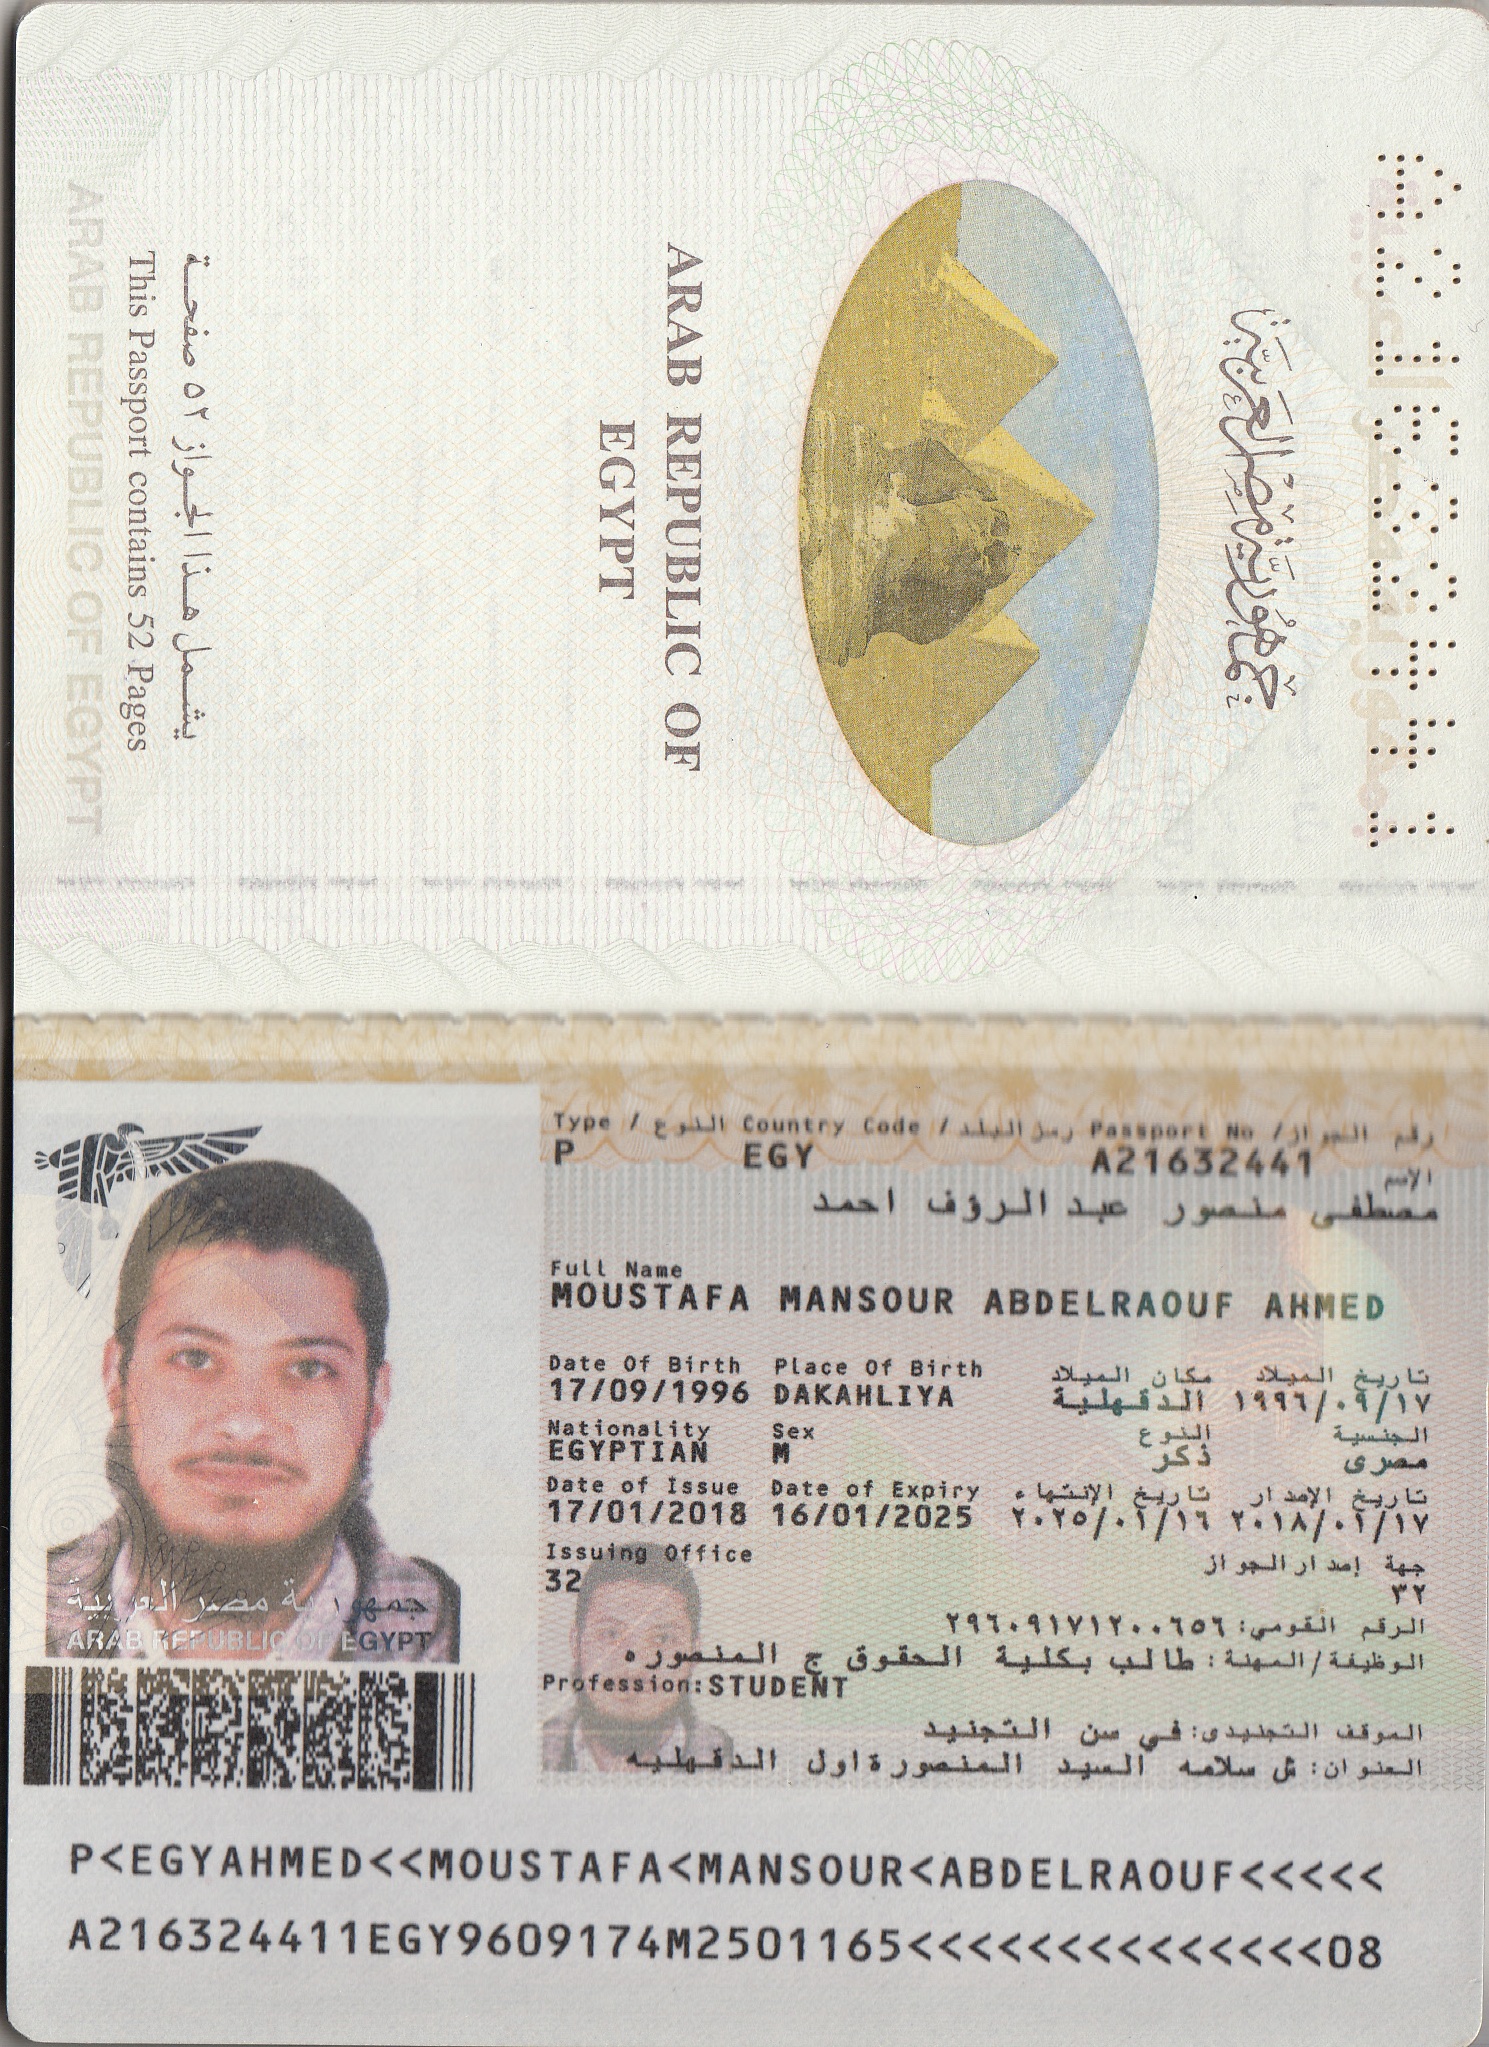 جمهورية مصر العربية
ARAB REPUBLIC OF
EGYPT
يشمل هذا الجواز ٥٢ صفحة
This Passport contains 52 Pages
ARAB REPUBLIC OF EGYPT
Type / النوع Country Code / رمز البلد Passport No / رقم الجواز
P EGY A21632441
الإسم
مصطفى منصور عبد الرؤف احمد
Full Name
MOUSTAFA MANSOUR ABDELRAOUF AHMED
Date Of Birth Place Of Birth مكان الميلاد تاريخ الميلاد
17/09/1996 DAKAHLIYA الدقهلية ١٩٩٦/٠٩/١٧
Nationality Sex النوع الجنسية
EGYPTIAN M ذكر مصرى
Date of Issue Date of Expiry تاريخ الإنتهاء تاريخ الإصدار
17/01/2018 16/01/2025 ٢٠٢٥/٠١/١٦ ٢٠١٨/٠١/١٧
Issuing Office جهة إصدار الجواز
32 ٣٢
الرقم القومي: ٢٩٦٠٩١٧١٢٠٠٦٥٦
الوظيفة/المهنة: طالب بكلية الحقوق ج المنصوره
Profession:STUDENT
الموقف التجنيدى: في سن التجنيد
العنوان: ش سلامه السيد المنصورة اول الدقهليه
جمهورية مصر العربية
ARAB REPUBLIC OF EGYPT
P<EGYAHMED<<MOUSTAFA<MANSOUR<ABDELRAOUF<<<<<
A216324411EGY9609174M2501165<<<<<<<<<<<<<<08